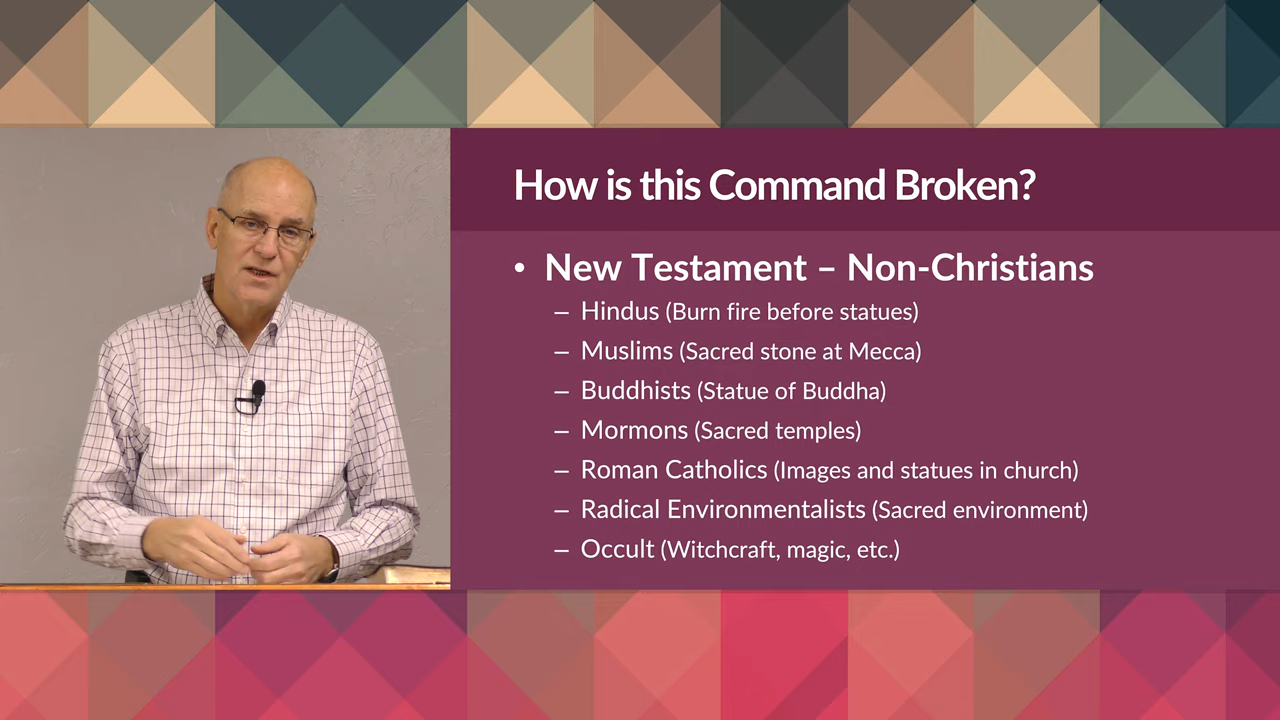 How is this Command Broken?
• New Testament – Non-Christians
– Hindus (Burn fire before statues)
– Muslims (Sacred stone at Mecca)
– Buddhists (Statue of Buddha)
– Mormons (Sacred temples)
– Roman Catholics (Images and statues in church)
– Radical Environmentalists (Sacred environment)
– Occult (Witchcraft, magic, etc.)